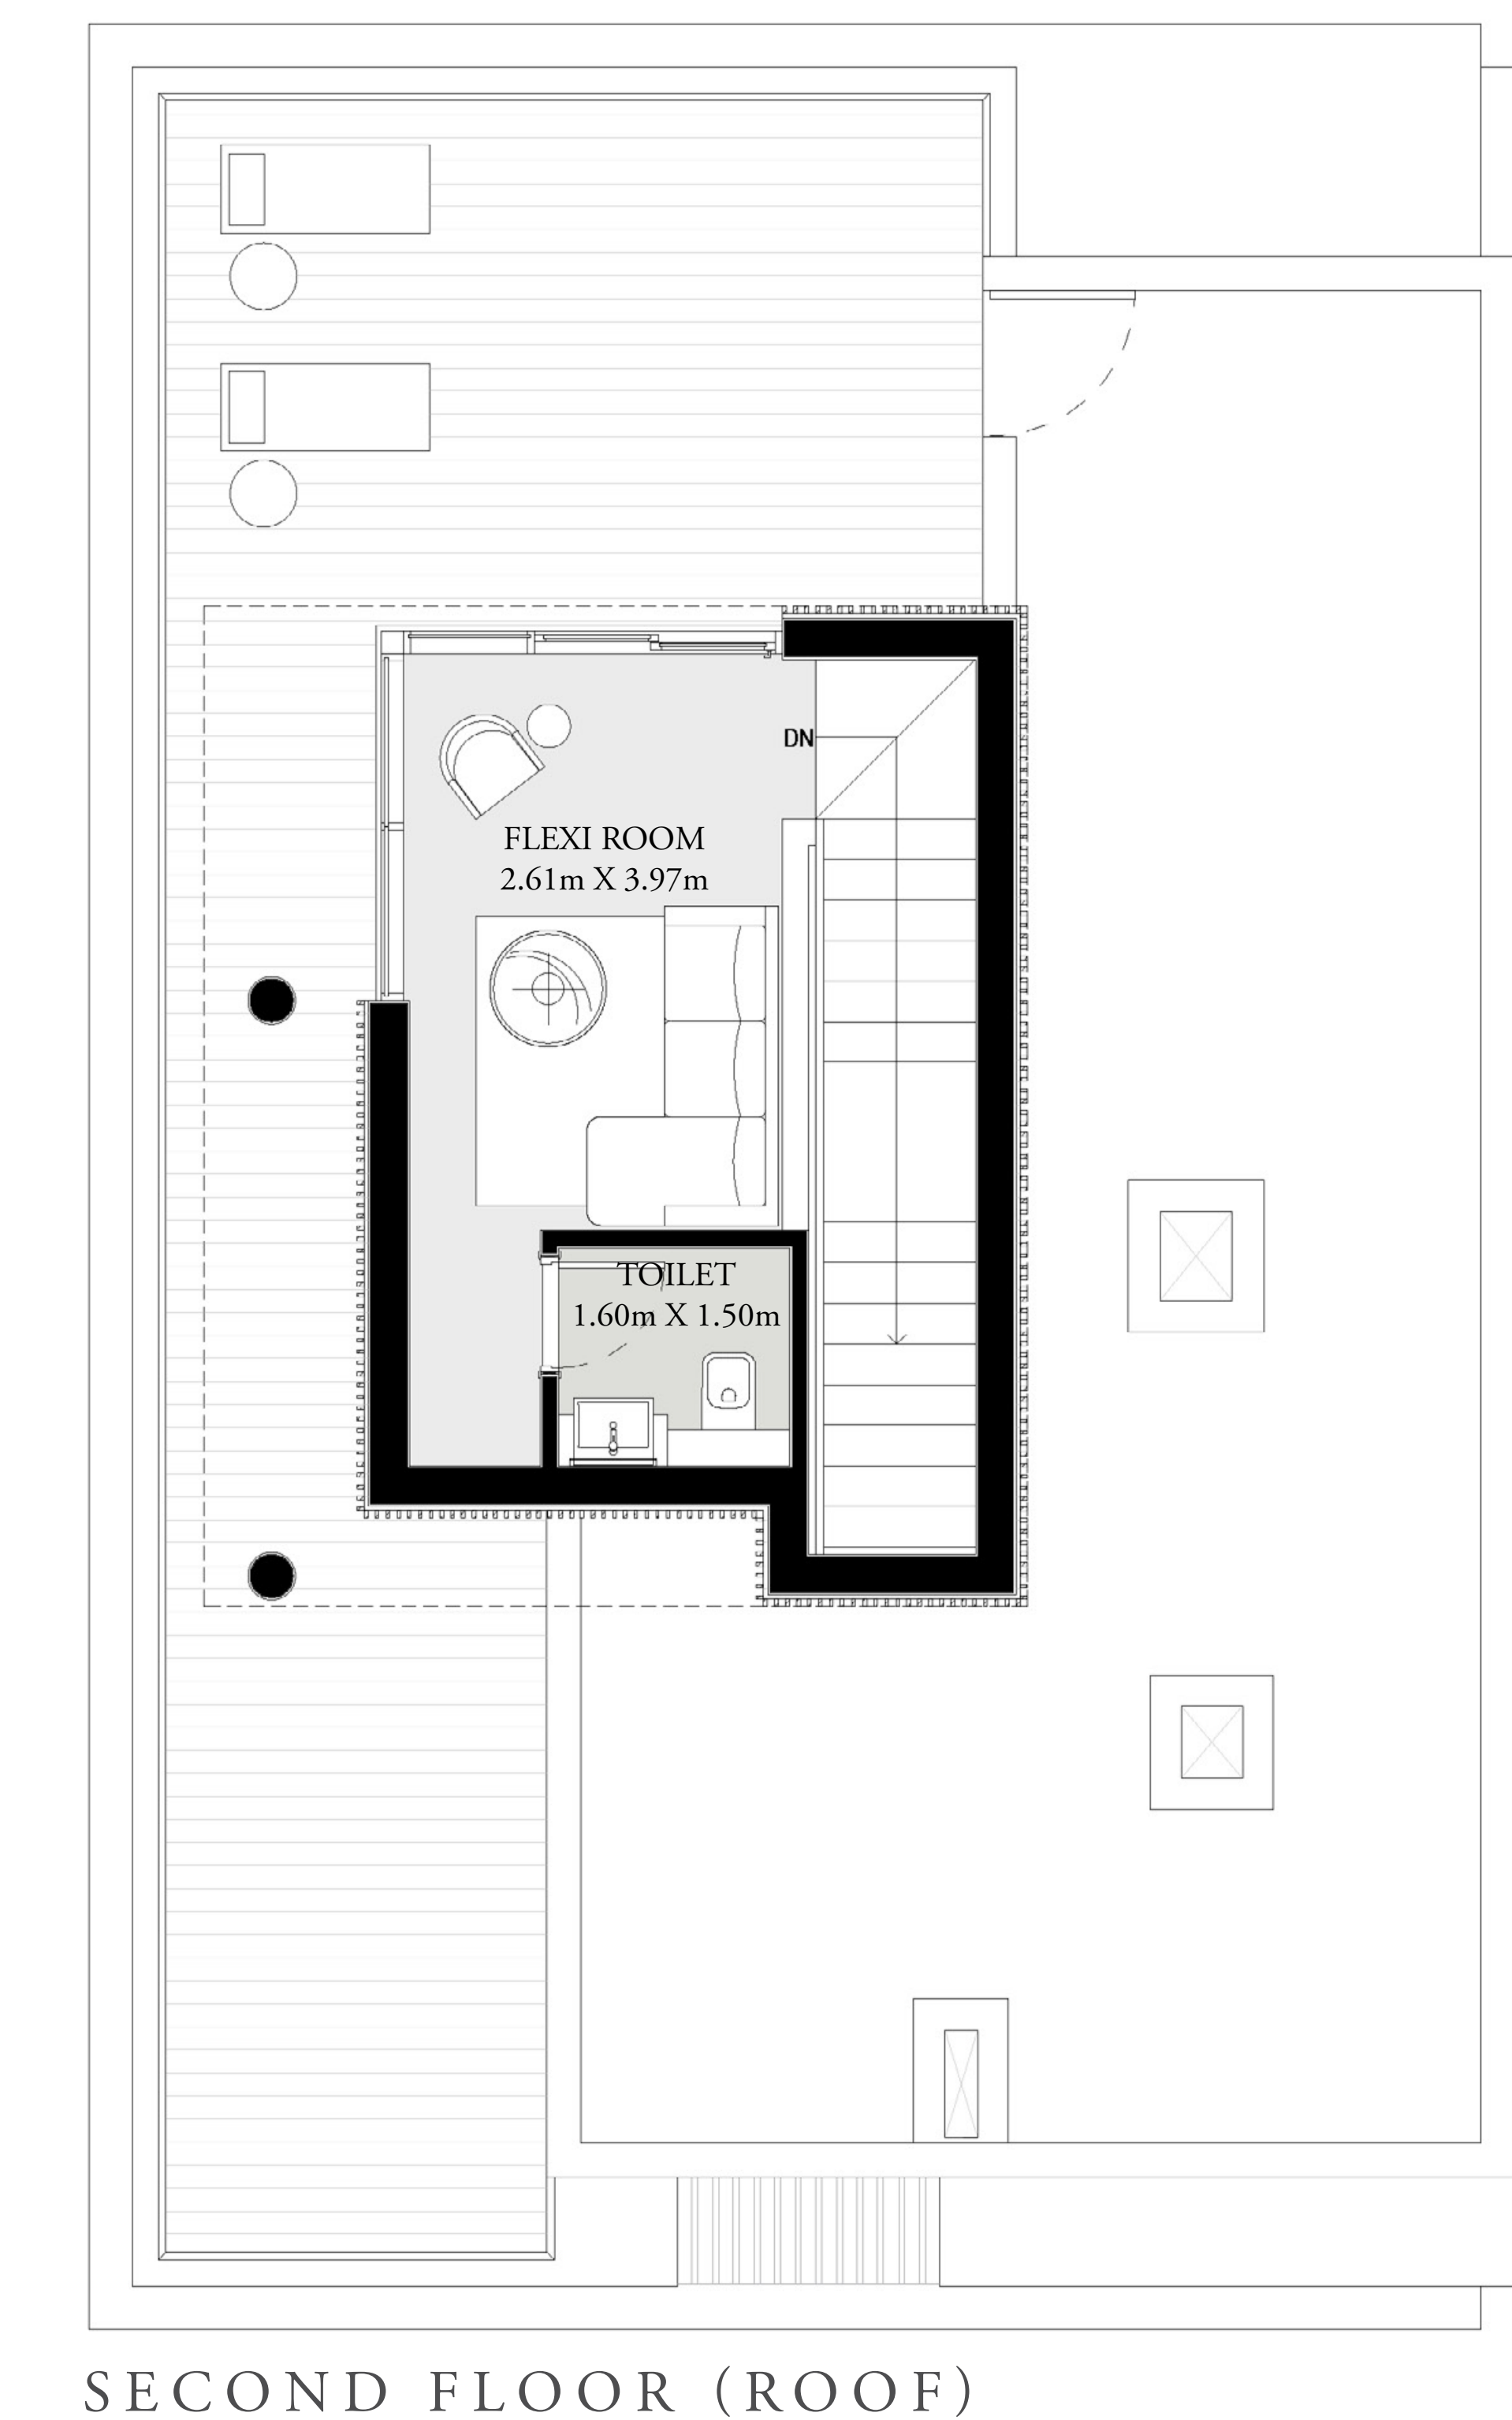 DN
FLEXI ROOM
2.61m X 3.97m
TOILET
1.60m X 1.50m
SECOND FLOOR (ROOF)